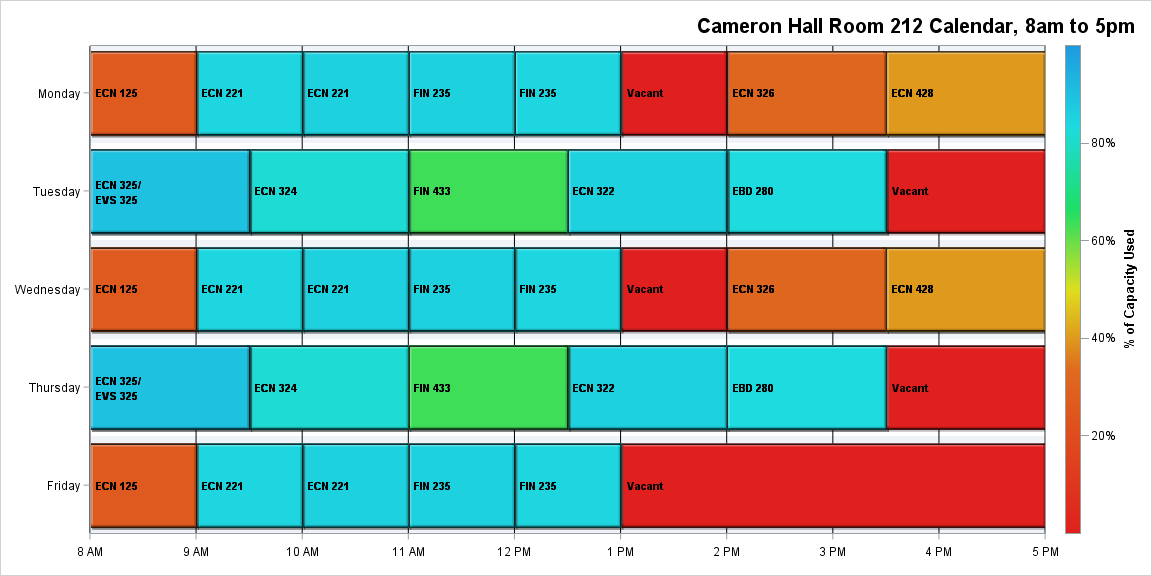 Cameron Hall Room 212 Calendar, 8am to 5pm
Monday
ECN 125
ECN 221
ECN 221
FIN 235
FIN 235
Vacant
ECN 326
ECN 428
Tuesday
ECN 325/
EVS 325
ECN 324
FIN 433
ECN 322
EBD 280
Vacant
Wednesday
ECN 125
ECN 221
ECN 221
FIN 235
FIN 235
Vacant
ECN 326
ECN 428
Thursday
ECN 325/
EVS 325
ECN 324
FIN 433
ECN 322
EBD 280
Vacant
Friday
ECN 125
ECN 221
ECN 221
FIN 235
FIN 235
Vacant
8 AM
9 AM
10 AM
11 AM
12 PM
1 PM
2 PM
3 PM
4 PM
5 PM
80%
60%
40%
20%
% of Capacity Used